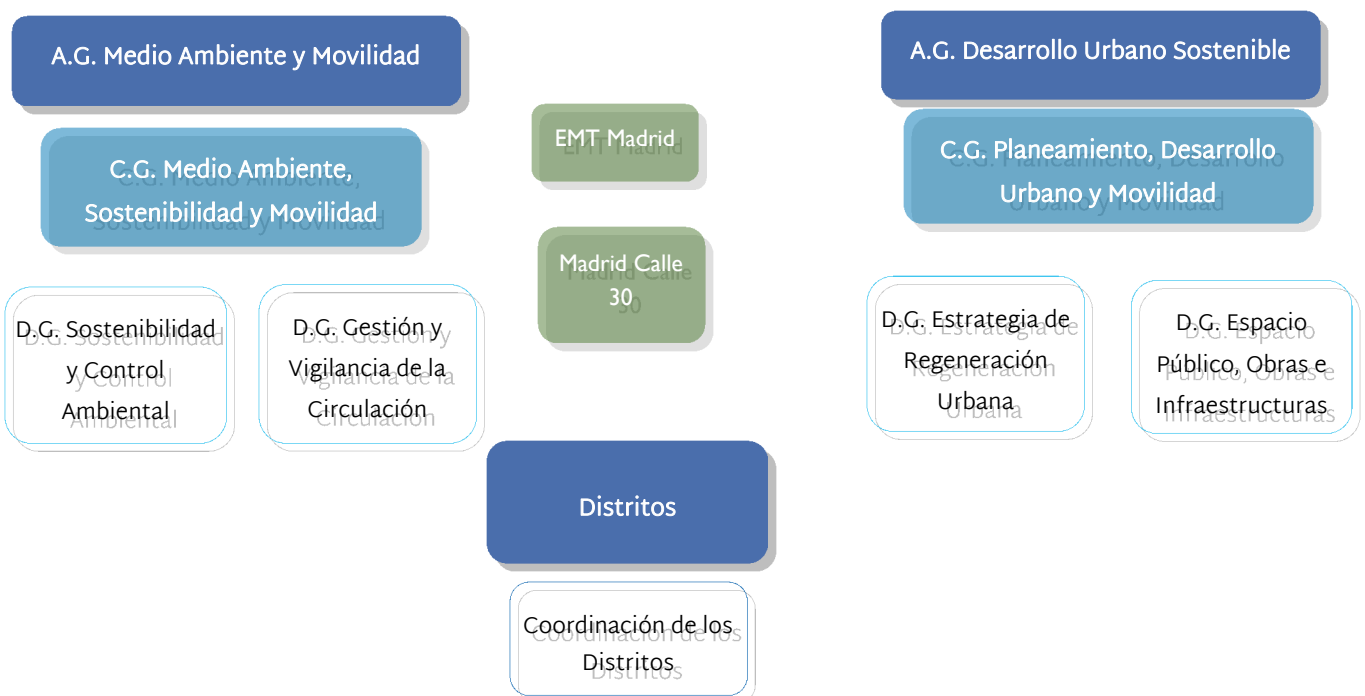 A.G. Medio Ambiente y Movilidad
C.G. Medio Ambiente,
Sostenibilidad y Movilidad
D.G. Sostenibilidad
y Control
Ambiental
D.G. Gestión y
Vigilancia de la
Circulación
EMT Madrid
Madrid Calle
30
Distritos
Coordinación de los
Distritos
A.G. Desarrollo Urbano Sostenible
C.G. Planeamiento, Desarrollo
Urbano y Movilidad
D.G. Estrategia de
Regeneración
Urbana
D.G. Espacio
Público, Obras e
Infraestructuras